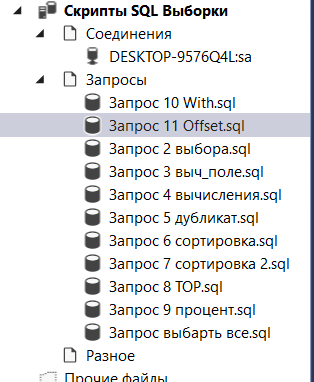 Скрипты SQL Выборки
Соединения
DESKTOP-9576Q4L:sa
Запросы
Запрос 10 With.sql
Запрос 11 Offset.sql
Запрос 2 выбора.sql
Запрос 3 выч_поле.sql
Запрос 4 вычисления.sql
Запрос 5 дубликат.sql
Запрос 6 сортировка.sql
Запрос 7 сортировка 2.sql
Запрос 8 TOP.sql
Запрос 9 процент.sql
Запрос выбарть все.sql
Разное
Прочие файлы